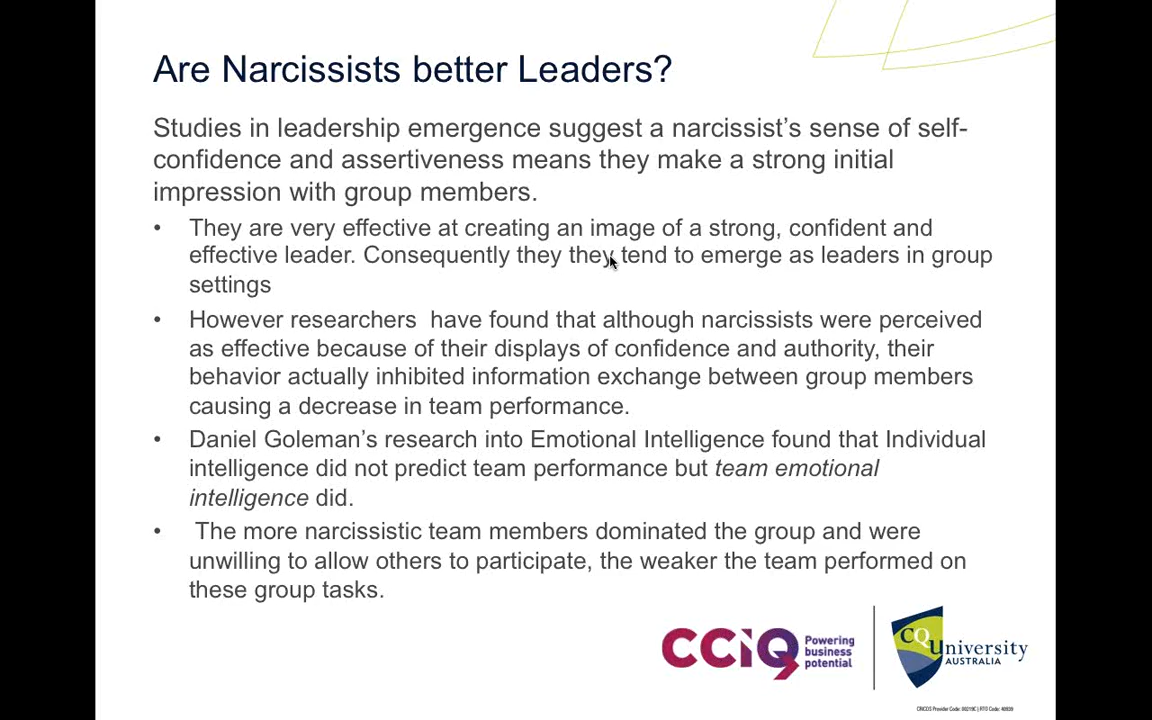 Are Narcissists better Leaders?
Studies in leadership emergence suggest a narcissist’s sense of self-
confidence and assertiveness means they make a strong initial
impression with group members.
• They are very effective at creating an image of a strong, confident and
effective leader. Consequently they they tend to emerge as leaders in group
settings
• However researchers  have found that although narcissists were perceived
as effective because of their displays of confidence and authority, their
behavior actually inhibited information exchange between group members
causing a decrease in team performance.
• Daniel Goleman’s research into Emotional Intelligence found that Individual
intelligence did not predict team performance but team emotional
intelligence did.
• The more narcissistic team members dominated the group and were
unwilling to allow others to participate, the weaker the team performed on
these group tasks.
CCIQ
Powering
business
potential
CQUniversity
AUSTRALIA
CRICOS Provider Code: 00219C | RTO Code: 40939